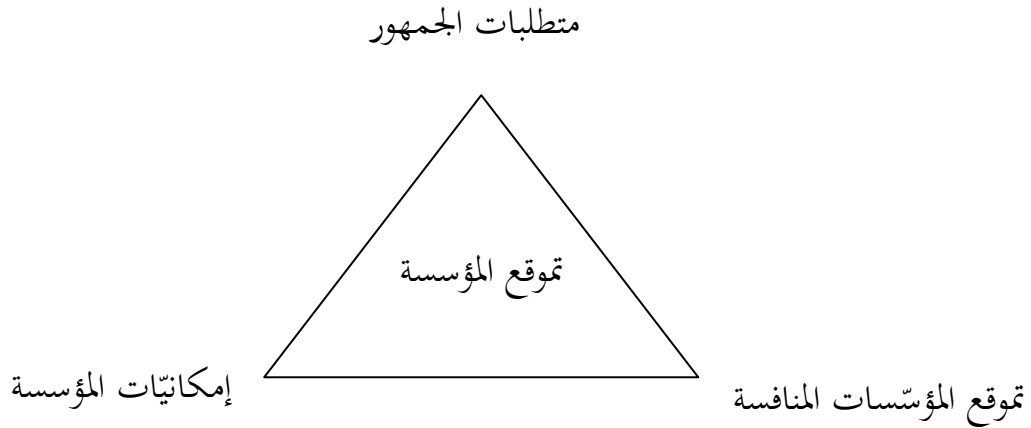 متطلبات الجمهور
تموقع المؤسسة
تموقع المؤسّسات المنافسة
إمكانيّات المؤسسة